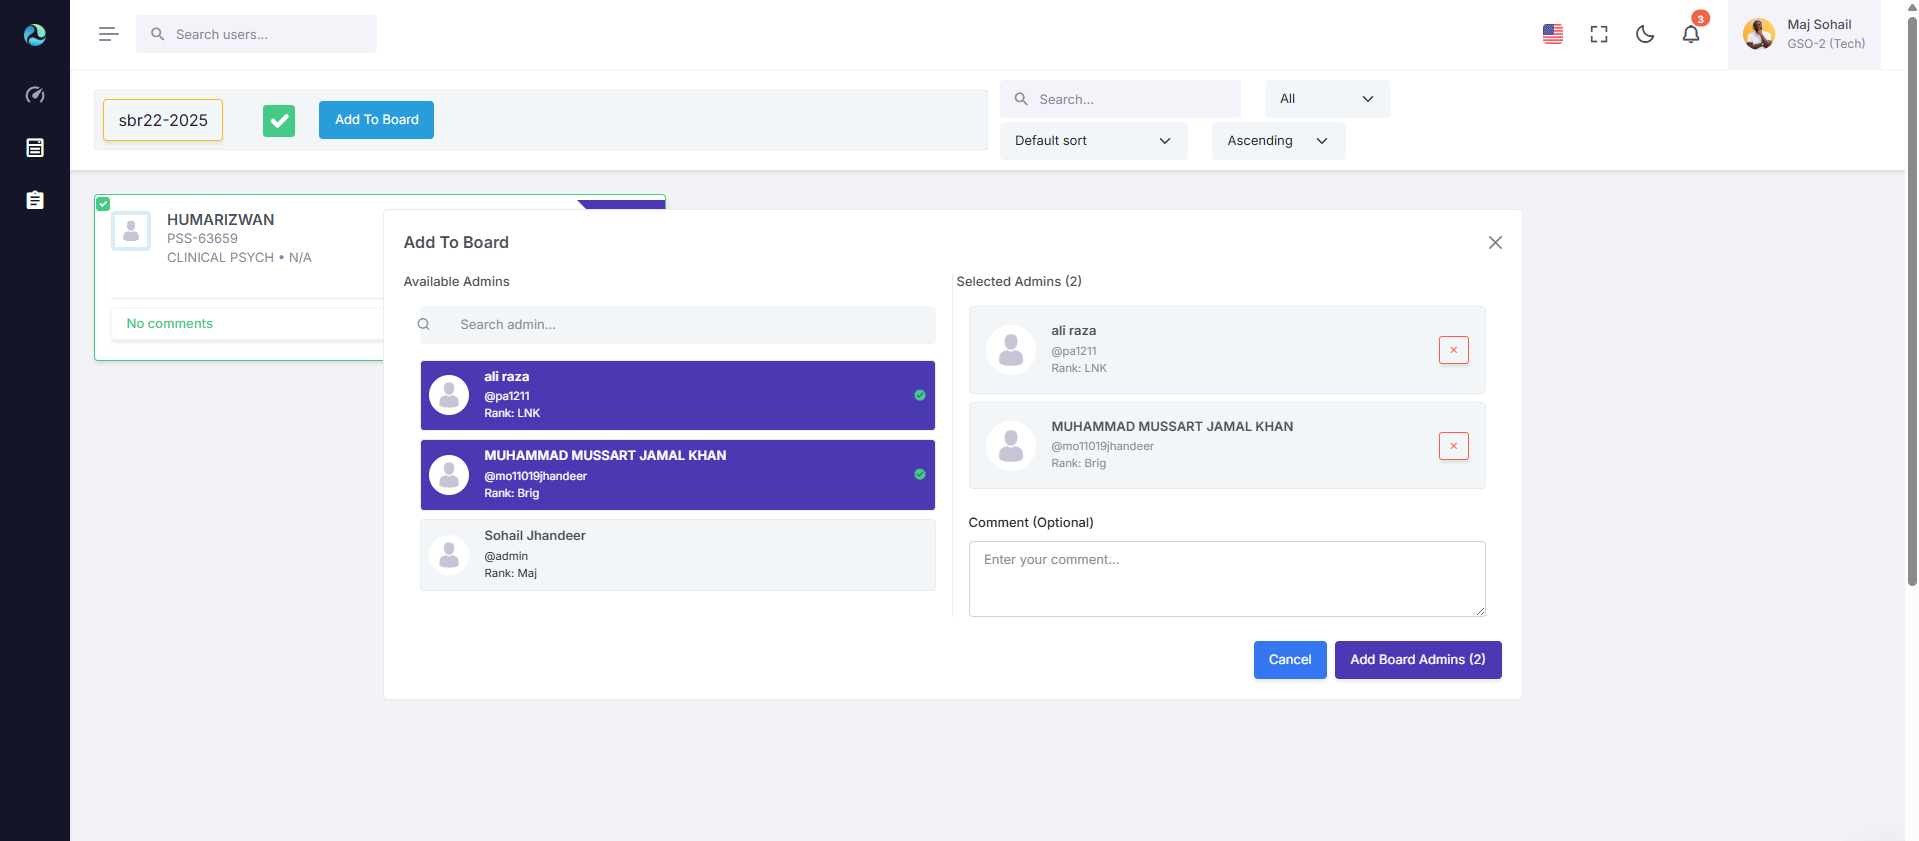 Search users...
3
Maj Sohail
GSO-2 (Tech)
sbr22-2025
Add To Board
Search...
All
Default sort
Ascending
HUMARIZWAN
PSS-63659
CLINICAL PSYCH • N/A
No comments
Add To Board
Available Admins
Search admin...
ali raza
@pa1211
Rank: LNK
MUHAMMAD MUSSART JAMAL KHAN
@mo11019jhandeer
Rank: Brig
Sohail Jhandeer
@admin
Rank: Maj
Selected Admins (2)
ali raza
@pa1211
Rank: LNK
MUHAMMAD MUSSART JAMAL KHAN
@mo11019jhandeer
Rank: Brig
Comment (Optional)
Enter your comment...
Cancel
Add Board Admins (2)